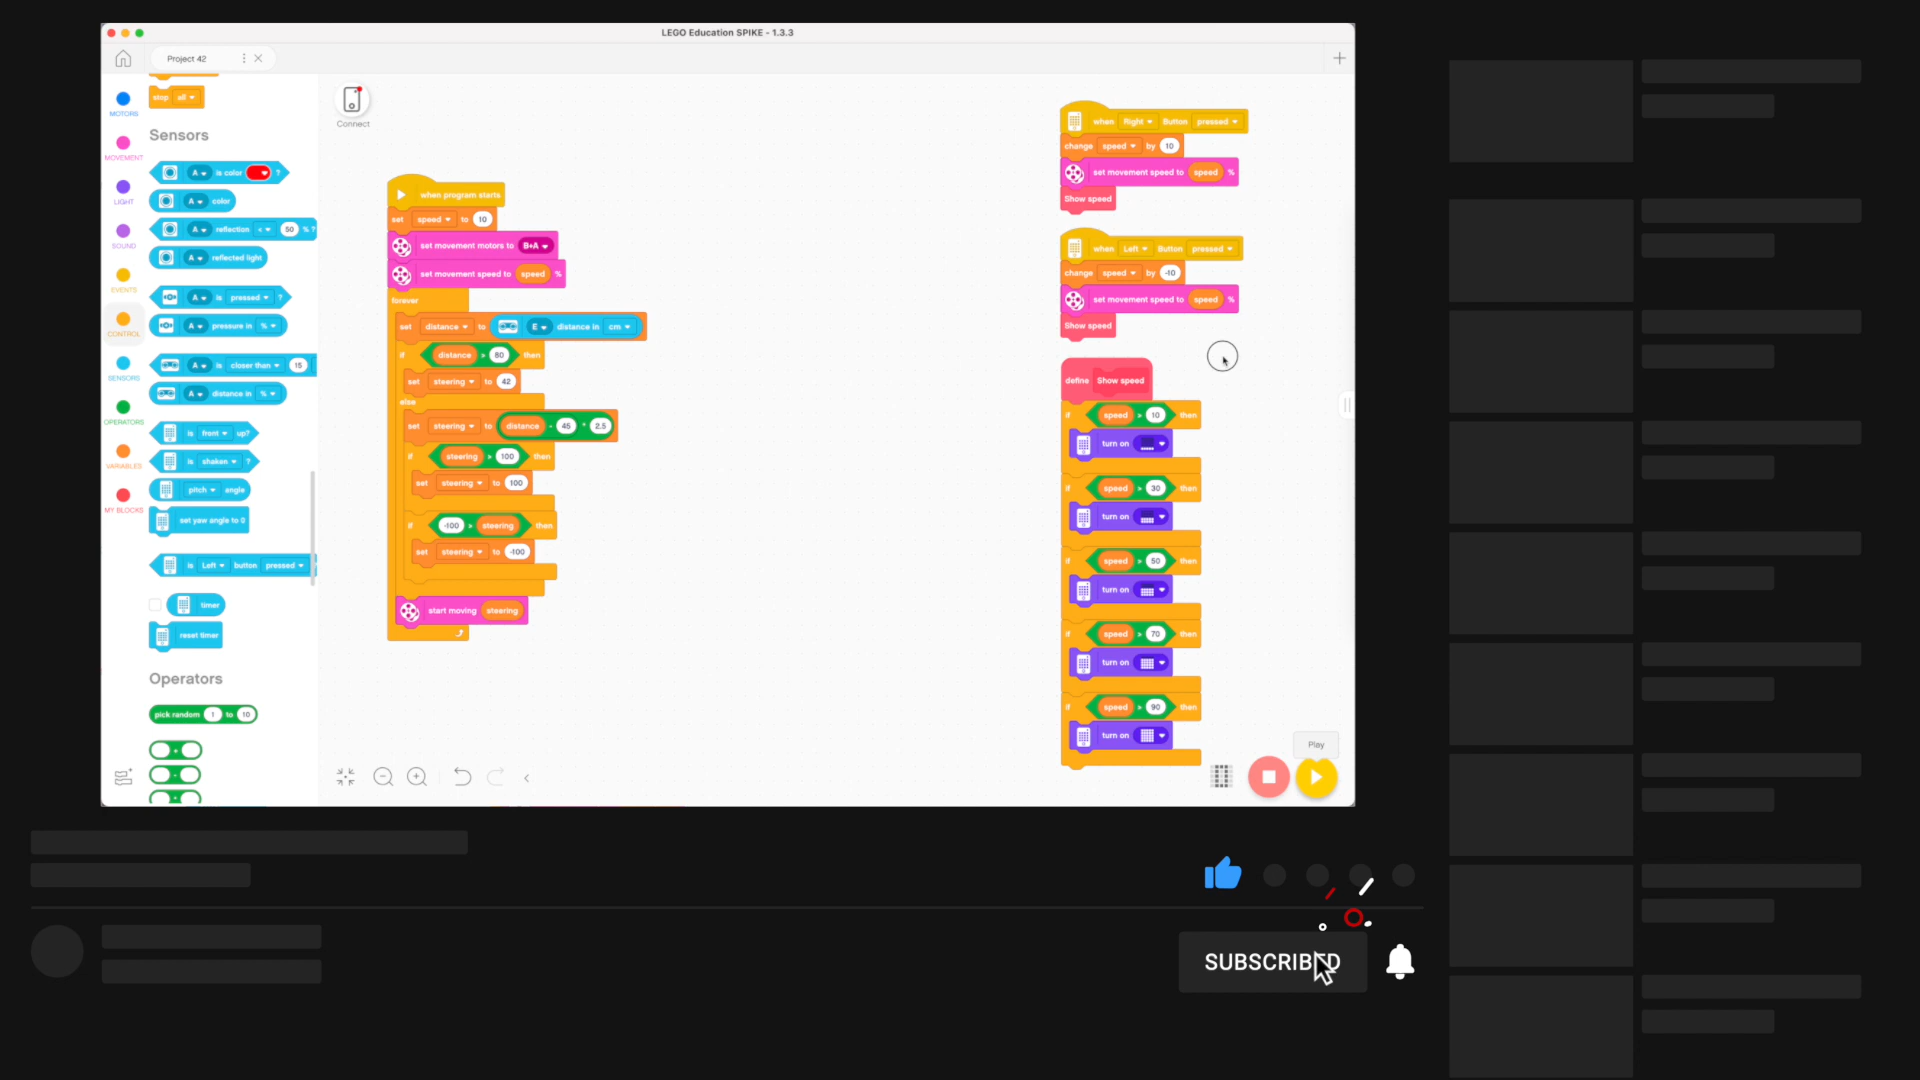 LEGO Education SPIKE - 1.3.3
Project 42
stop all
Sensors
A is color ?
A color
A reflection < 50 % ?
A reflected light
A is pressed ?
A pressure in %
A is closer than 15
A distance in %
is front up?
is shaken ?
pitch angle
set yaw angle to 0
is Left button pressed
timer
reset timer
Operators
pick random 1 to 10
+
-
*
MOTORS
MOVEMENT
LIGHT
SOUND
EVENTS
CONTROL
SENSORS
OPERATORS
VARIABLES
MY BLOCKS
Connect
when program starts
set speed to 10
set movement motors to B+A
set movement speed to speed %
forever
set distance to E distance in cm
if distance > 80 then
set steering to 42
else
set steering to distance - 45 * 2.5
if steering > 100 then
set steering to 100
if -100 > steering then
set steering to -100
start moving steering
when Right Button pressed
change speed by 10
set movement speed to speed %
Show speed
when Left Button pressed
change speed by -10
set movement speed to speed %
Show speed
define Show speed
if speed > 10 then
turn on
if speed > 30 then
turn on
if speed > 50 then
turn on
if speed > 70 then
turn on
if speed > 90 then
turn on
Play
SUBSCRIBED